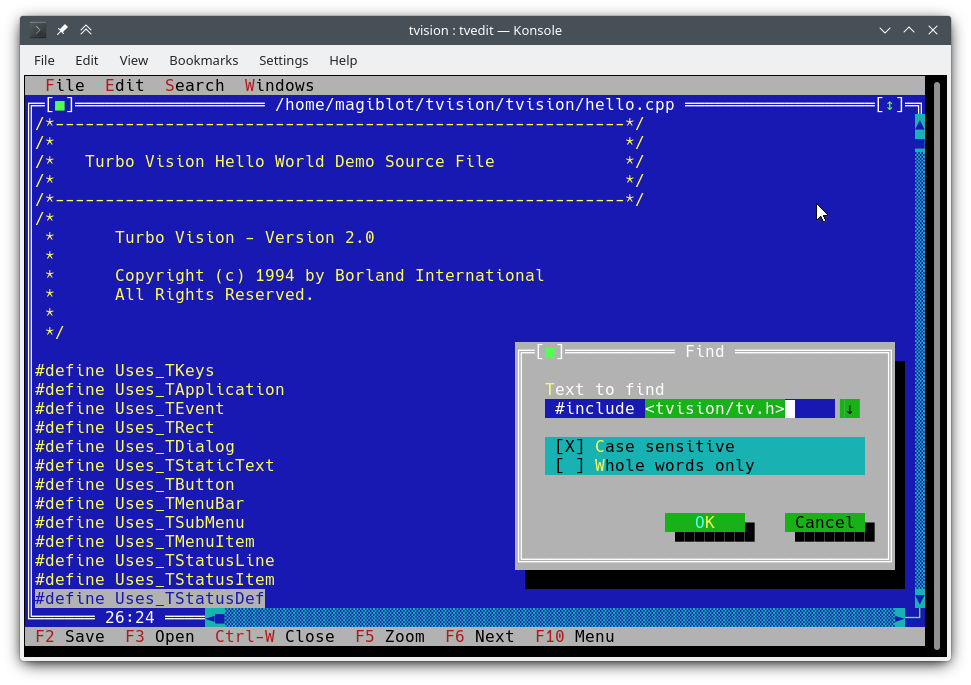 tvision : tvedit — Konsole
File Edit View Bookmarks Settings Help
File Edit Search Windows
/home/magiblot/tvision/tvision/hello.cpp
/*---------------------------------------------------------*/
/*                                                         */
/*   Turbo Vision Hello World Demo Source File             */
/*                                                         */
/*---------------------------------------------------------*/
/*
 *      Turbo Vision - Version 2.0
 *
 *      Copyright (c) 1994 by Borland International
 *      All Rights Reserved.
 *
 */
#define Uses_TKeys
#define Uses_TApplication
#define Uses_TEvent
#define Uses_TRect
#define Uses_TDialog
#define Uses_TStaticText
#define Uses_TButton
#define Uses_TMenuBar
#define Uses_TSubMenu
#define Uses_TMenuItem
#define Uses_TStatusLine
#define Uses_TStatusItem
#define Uses_TStatusDef
26:24
Find
Text to find
#include <tvision/tv.h>
[X] Case sensitive
[ ] Whole words only
OK Cancel
F2 Save F3 Open Ctrl-W Close F5 Zoom F6 Next F10 Menu